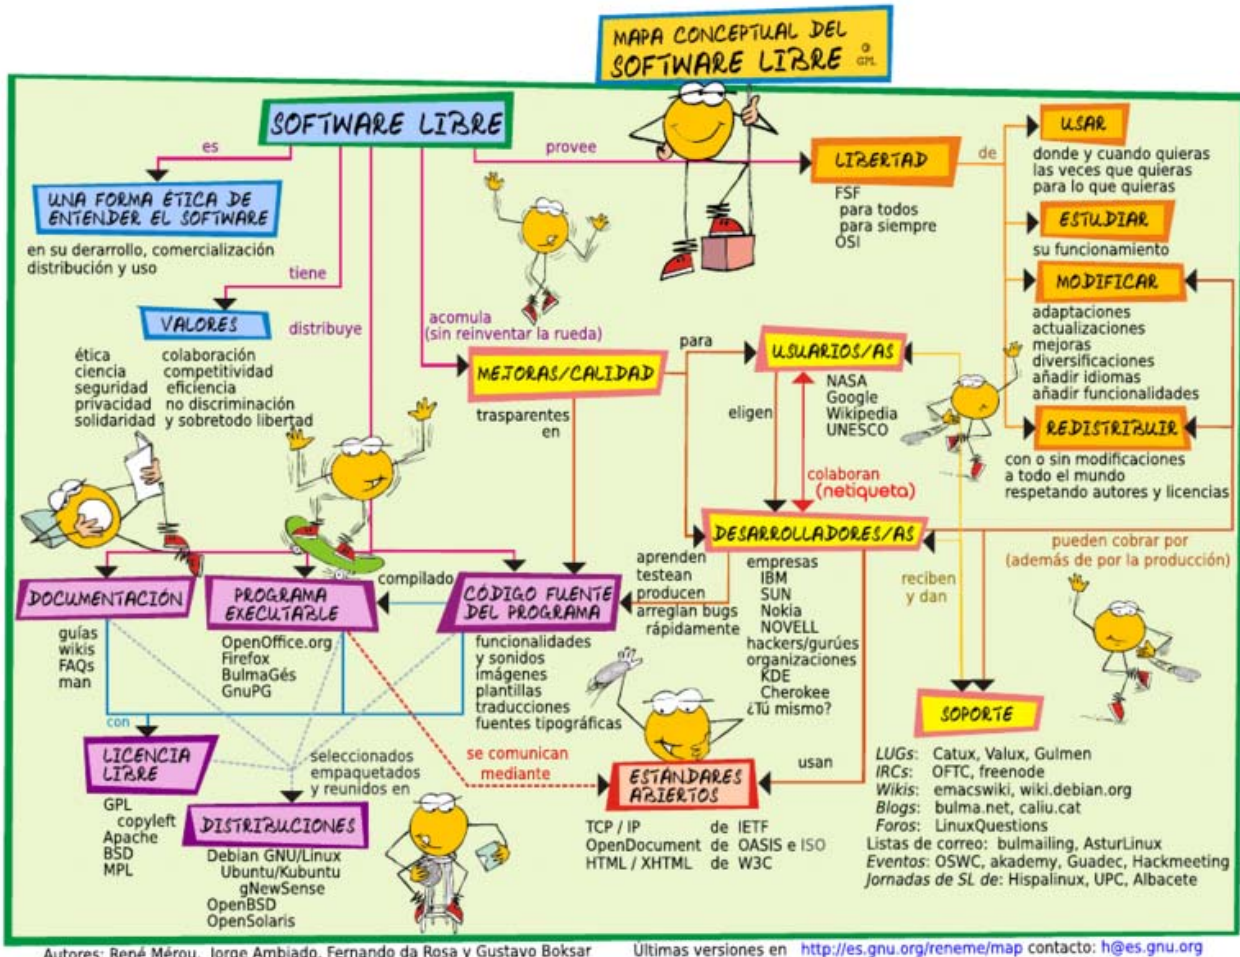 MAPA CONCEPTUAL DEL
SOFTWARE LIBRE
GPL
SOFTWARE LIBRE
es
UNA FORMA ÉTICA DE
ENTENDER EL SOFTWARE
en su derarrollo, comercialización
distribución y uso
tiene
VALORES
ética
ciencia
seguridad
privacidad
solidaridad
colaboración
competitividad
eficiencia
no discriminación
y sobretodo libertad
distribuye
acomula
(sin reinventar la rueda)
provee
LIBERTAD
FSF
para todos
para siempre
OSI
de
USAR
donde y cuando quieras
las veces que quieras
para lo que quieras
ESTUDIAR
su funcionamiento
MODIFICAR
adaptaciones
actualizaciones
mejoras
diversificaciones
añadir idiomas
añadir funcionalidades
REDISTRIBUIR
con o sin modificaciones
a todo el mundo
respetando autores y licencias
MEJORAS/CALIDAD
trasparentes
en
para
USUARIOS/AS
NASA
Google
Wikipedia
UNESCO
eligen
colaboran
(netiqueta)
DESARROLLADORES/AS
empresas
IBM
SUN
Nokia
NOVELL
hackers/gurúes
organizaciones
KDE
Cherokee
¿Tú mismo?
aprenden
testean
producen
arreglan bugs
rápidamente
reciben
y dan
pueden cobrar por
(además de por la producción)
DOCUMENTACIÓN
guías
wikis
FAQs
man
PROGRAMA
EXECUTABLE
OpenOffice.org
Firefox
BulmaGés
GnuPG
compilado
CÓDIGO FUENTE
DEL PROGRAMA
funcionalidades
y sonidos
imágenes
plantillas
traducciones
fuentes tipográficas
con
LICENCIA
LIBRE
GPL
copyleft
Apache
BSD
MPL
seleccionados
empaquetados
y reunidos en
DISTRIBUCIONES
Debian GNU/Linux
Ubuntu/Kubuntu
gNewSense
OpenBSD
OpenSolaris
se comunican
mediante
usan
ESTÁNDARES
ABIERTOS
TCP / IP de IETF
OpenDocument de OASIS e ISO
HTML / XHTML de W3C
SOPORTE
LUGs: Catux, Valux, Gulmen
IRCs: OFTC, freenode
Wikis: emacswiki, wiki.debian.org
Blogs: bulma.net, caliu.cat
Foros: LinuxQuestions
Listas de correo: bulmailing, AsturLinux
Eventos: OSWC, akademy, Guadec, Hackmeeting
Jornadas de SL de: Hispalinux, UPC, Albacete
Autores: René Mérou, Jorge Ambiado, Fernando da Rosa y Gustavo Boksar
Últimas versiones en http://es.gnu.org/reneme/map contacto: h@es.gnu.org